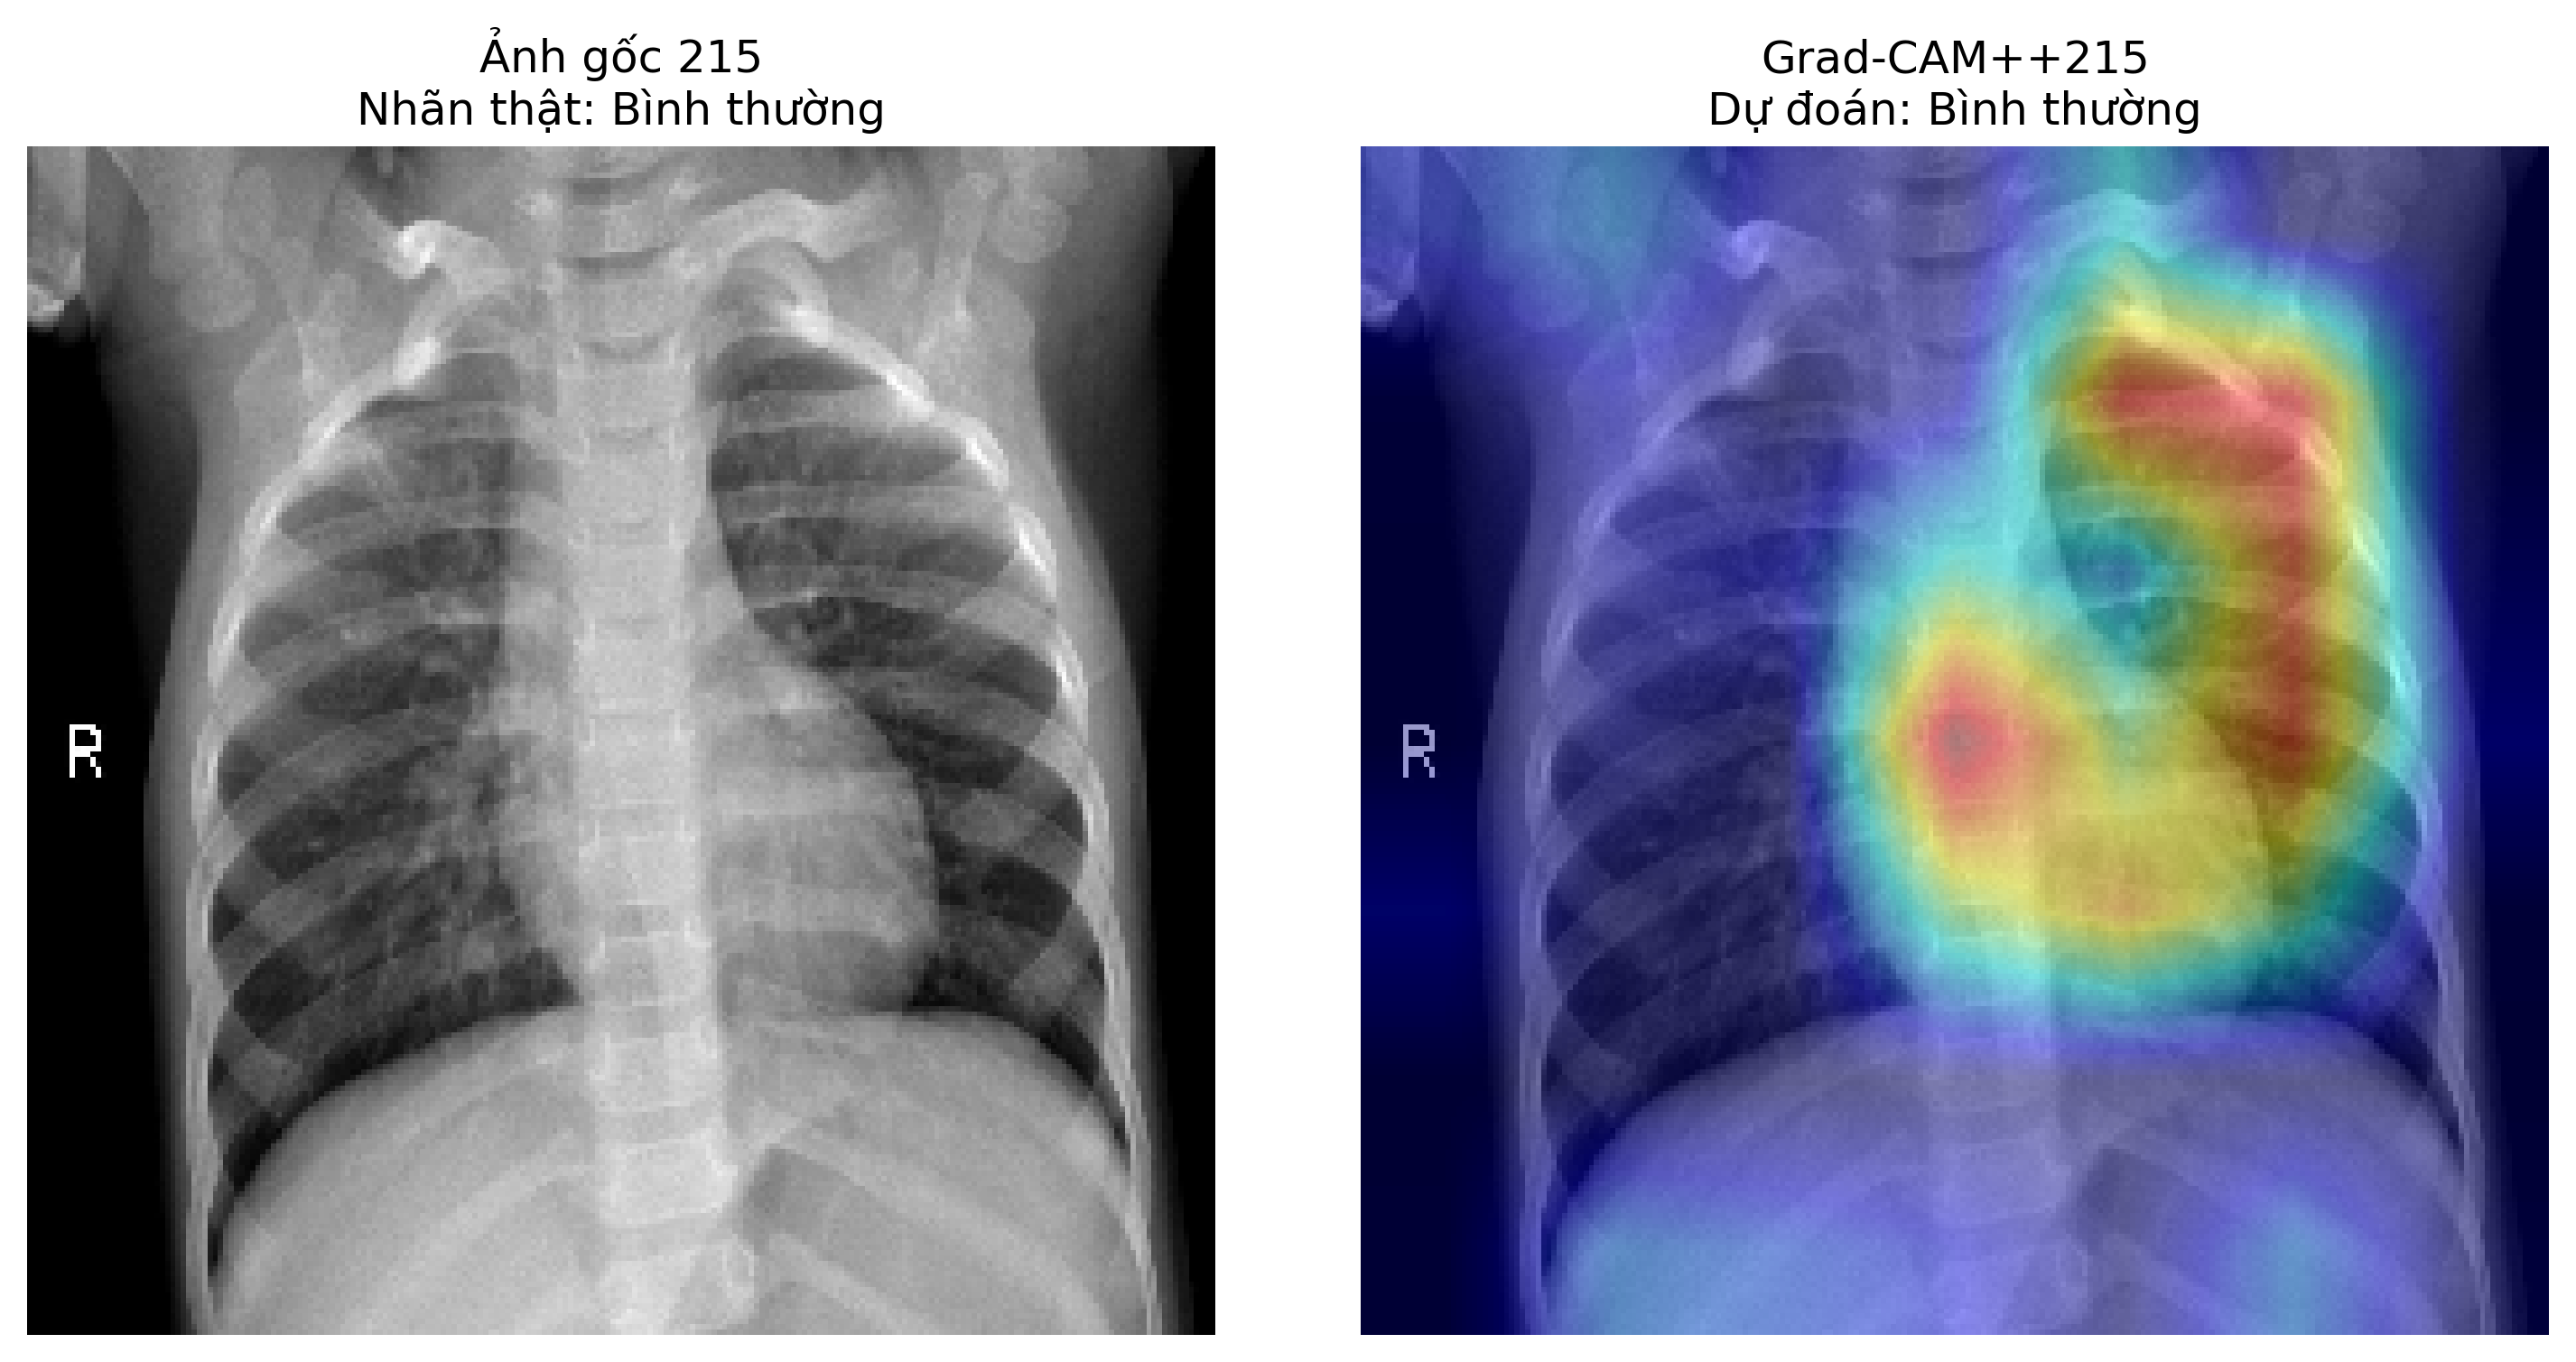 Ảnh gốc 215
Nhãn thật: Bình thường
Grad-CAM++215
Dự đoán: Bình thường
R
R